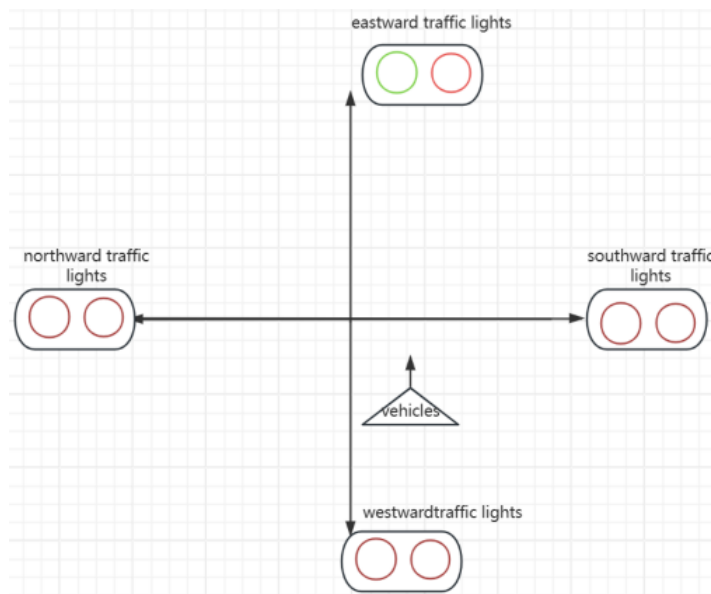 eastward traffic lights
northward traffic
lights
southward traffic
lights
vehicles
westwardtraffic lights